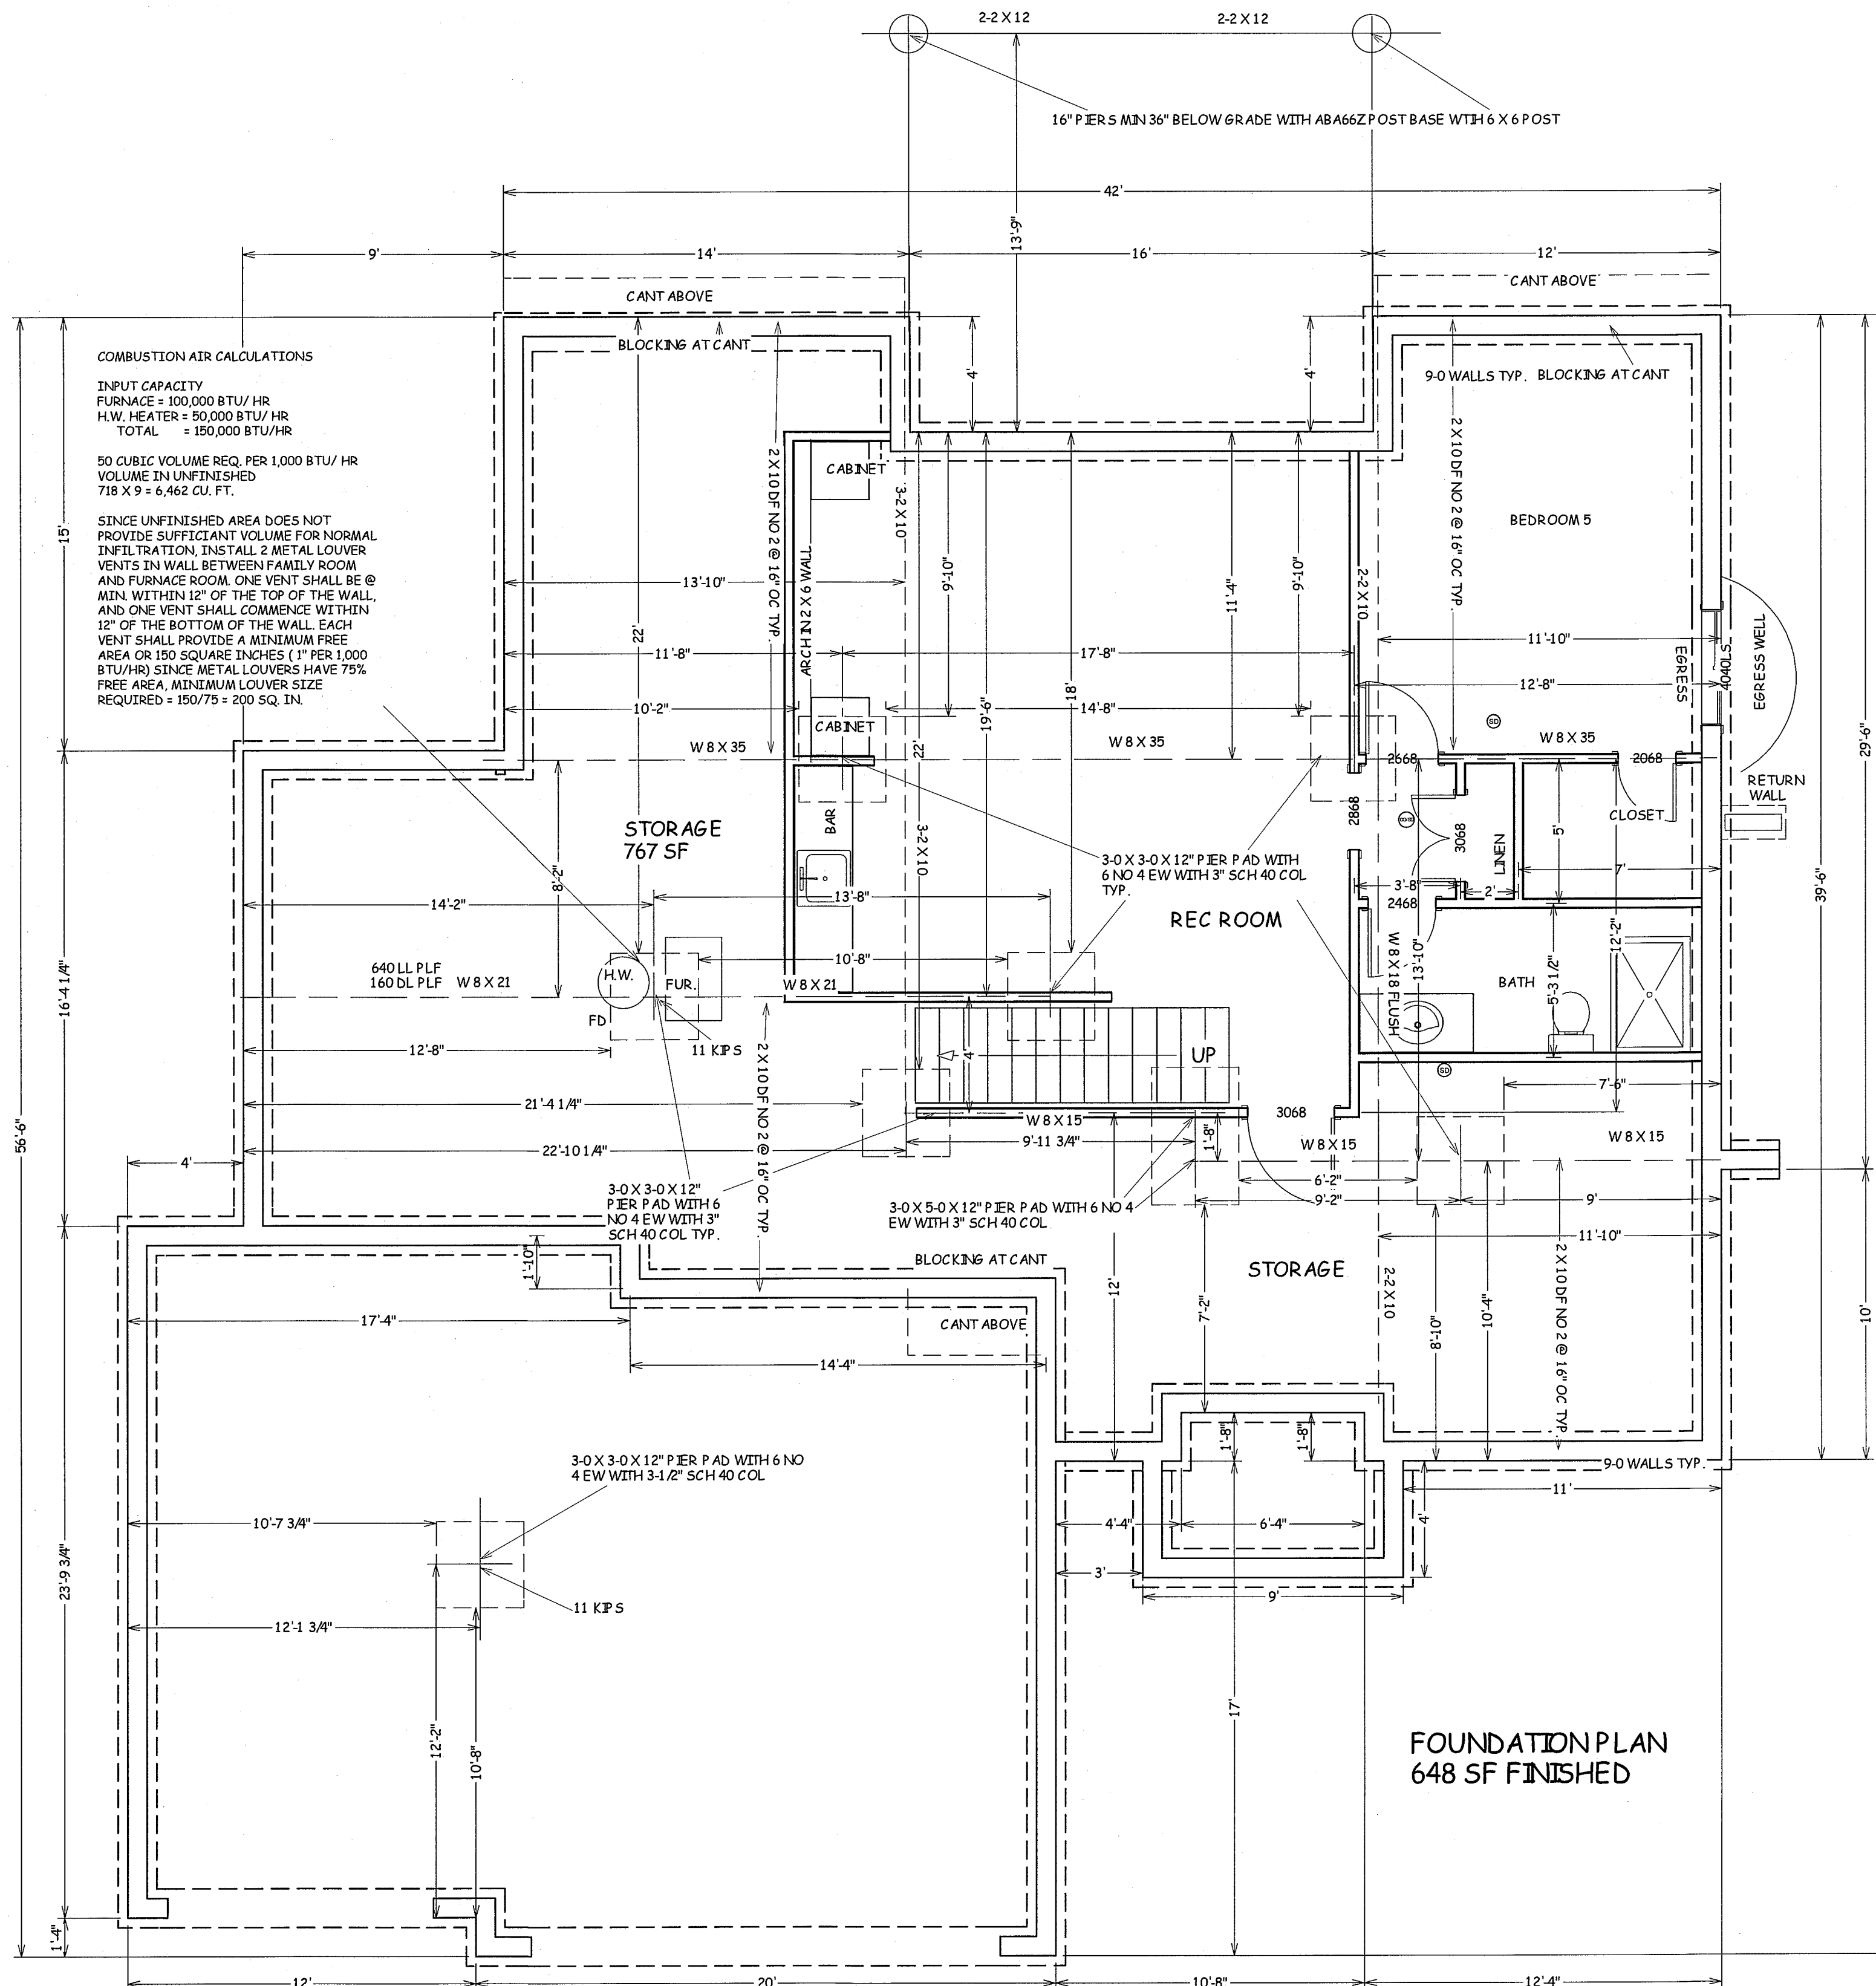 2-2 X 12
2-2 X 12
16" PIERS MIN 36" BELOW GRADE WITH ABA66Z POST BASE WTIH 6 X 6 POST
42'
13'-9"
9'
14'
16'
12'
CANT ABOVE
CANT ABOVE
BLOCKING AT CANT
4'
4'
9-0 WALLS TYP.
BLOCKING AT CANT
COMBUSTION AIR CALCULATIONS
INPUT CAPACITY
FURNACE = 100,000 BTU/ HR
H.W. HEATER = 50,000 BTU/ HR
TOTAL = 150,000 BTU/HR
50 CUBIC VOLUME REQ. PER 1,000 BTU/ HR
VOLUME IN UNFINISHED
718 X 9 = 6,462 CU. FT.
SINCE UNFINISHED AREA DOES NOT
PROVIDE SUFFICIANT VOLUME FOR NORMAL
INFILTRATION, INSTALL 2 METAL LOUVER
VENTS IN WALL BETWEEN FAMILY ROOM
AND FURNACE ROOM. ONE VENT SHALL BE @
MIN. WITHIN 12" OF THE TOP OF THE WALL,
AND ONE VENT SHALL COMMENCE WITHIN
12" OF THE BOTTOM OF THE WALL. EACH
VENT SHALL PROVIDE A MINIMUM FREE
AREA OR 150 SQUARE INCHES ( 1" PER 1,000
BTU/HR) SINCE METAL LOUVERS HAVE 75%
FREE AREA, MINIMUM LOUVER SIZE
REQUIRED = 150/75 = 200 SQ. IN.
15'
CABINET
2 X 10 DF NO 2 @ 16" OC TYP.
3-2 X 10
ARCH IN 2 X 6 WALL
2 X 10 DF NO 2 @ 16" OC TYP.
BEDROOM 5
13'-10"
9'-10"
11'-4"
9'-10"
2-2 X 10
22'
11'-8"
17'-8"
11'-10"
EGRESS
4040LS
EGRESS WELL
12'-8"
10'-2"
19'-6"
18'
14'-8"
CABINET
SD
W 8 X 35
22'
W 8 X 35
W 8 X 35
29'-6"
2668
2068
RETURN
WALL
2868
CLOSET
STORAGE
767 SF
BAR
3068
LINEN
5'
3-2 X 10
3-0 X 3-0 X 12" PIER PAD WITH
6 NO 4 EW WITH 3" SCH 40 COL
TYP.
8'-2"
7'
39'-6"
3'-8"
2'
13'-8"
14'-2"
2468
REC ROOM
12'-2"
10'-8"
W 8 X 18 FLUSH
13'-10"
5'-3 1/2"
BATH
640 LL PLF
160 DL PLF
W 8 X 21
H.W.
FUR.
W 8 X 21
16'-4 1/4"
FD
12'-8"
11 KIPS
4'
UP
SD
7'-6"
21'-4 1/4"
2 X 10 DF NO 2 @ 16" OC TYP.
W 8 X 15
3068
9'-11 3/4"
1'-8"
W 8 X 15
W 8 X 15
22'-10 1/4"
56'-6"
4'
6'-2"
9'-2"
9'
3-0 X 3-0 X 12"
PIER PAD WITH 6
NO 4 EW WITH 3"
SCH 40 COL TYP.
3-0 X 5-0 X 12" PIER PAD WITH 6 NO 4
EW WITH 3" SCH 40 COL
11'-10"
1'-10"
BLOCKING AT CANT
STORAGE
12'
7'-2"
2-2 X 10
8'-10"
10'-4"
2 X 10 DF NO 2 @ 16" OC TYP.
10'
17'-4"
CANT ABOVE
14'-4"
1'-8"
1'-8"
9-0 WALLS TYP.
11'
3-0 X 3-0 X 12" PIER PAD WITH 6 NO
4 EW WITH 3-1/2" SCH 40 COL
10'-7 3/4"
4'-4"
6'-4"
4'
3'
9'
23'-9 3/4"
11 KIPS
12'-1 3/4"
17'
12'-2"
10'-8"
FOUNDATION PLAN
648 SF FINISHED
1'-4"
12'
20'
10'-8"
12'-4"